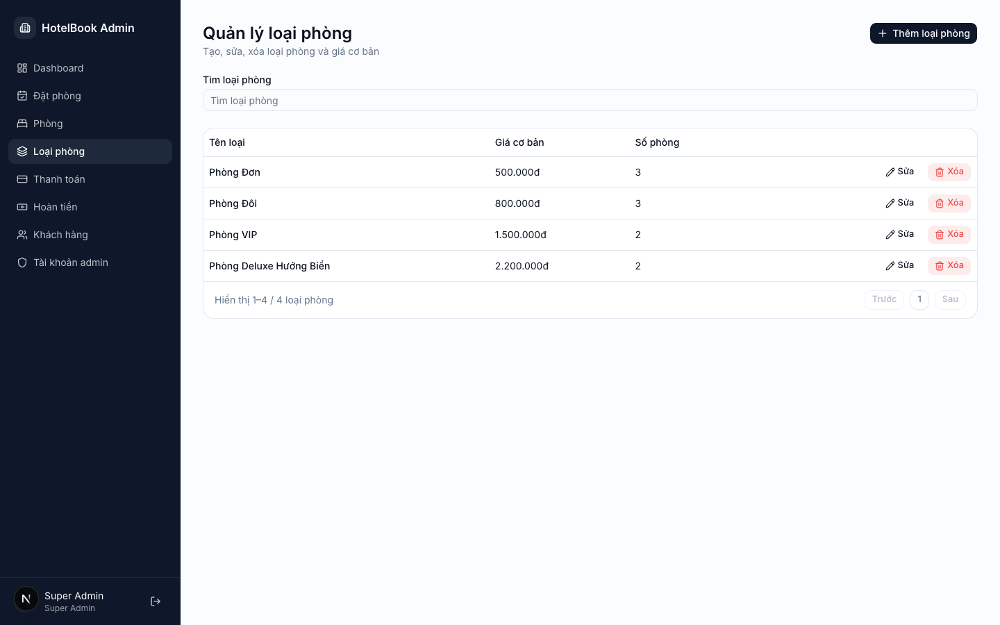 HotelBook Admin
Dashboard
Đặt phòng
Phòng
Loại phòng
Thanh toán
Hoàn tiền
Khách hàng
Tài khoản admin
N
Super Admin
Super Admin
Quản lý loại phòng
Tạo, sửa, xóa loại phòng và giá cơ bản
Thêm loại phòng
Tìm loại phòng
Tìm loại phòng
Tên loại Giá cơ bản Số phòng
Phòng Đơn 500.000đ 3 Sửa Xóa
Phòng Đôi 800.000đ 3 Sửa Xóa
Phòng VIP 1.500.000đ 2 Sửa Xóa
Phòng Deluxe Hướng Biển 2.200.000đ 2 Sửa Xóa
Hiển thị 1–4 / 4 loại phòng Trước 1 Sau